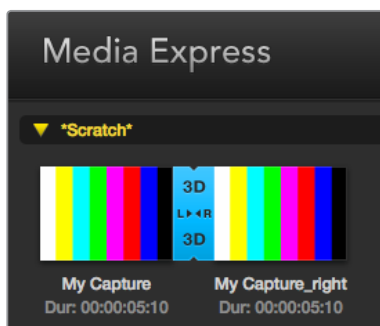 Media Express
*Scratch*
3D
L R
3D
My Capture
My Capture_right
Dur: 00:00:05:10
Dur: 00:00:05:10